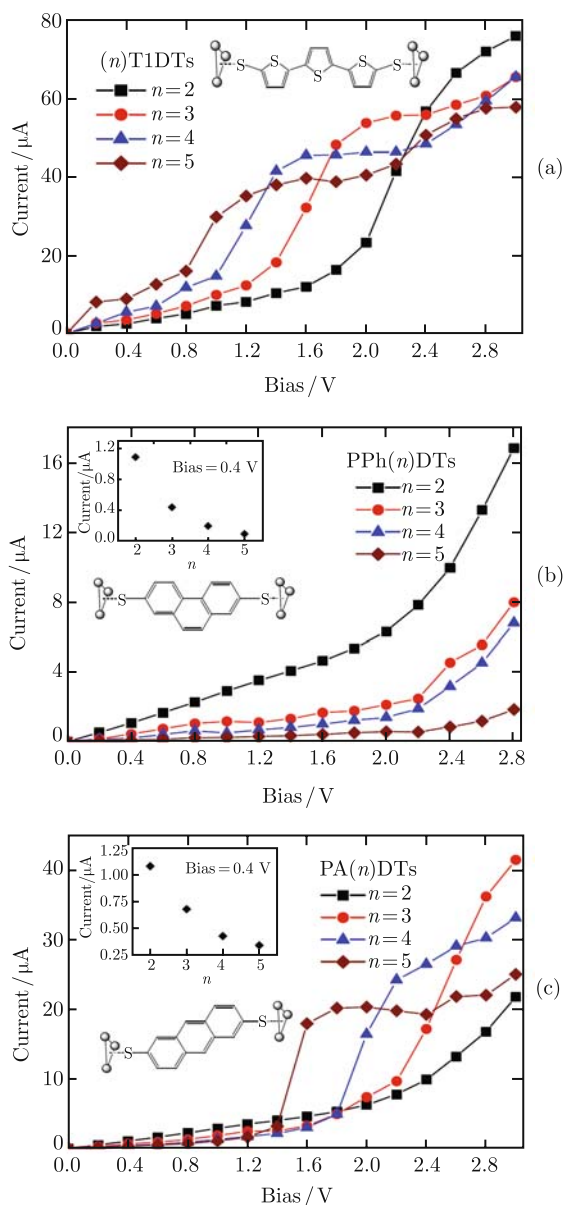 (n)T1DTs
n=2
n=3
n=4
n=5
S S S S S
80
60
40
20
0
Current/μA
0.0 0.4 0.8 1.2 1.6 2.0 2.4 2.8
Bias/V
(a)
PPh(n)DTs
n=2
n=3
n=4
n=5
1.2
0.8
0.4
0.0
Current/μA
Bias=0.4 V
2 3 4 5
n
S S
16
12
8
4
0
Current/μA
0.0 0.4 0.8 1.2 1.6 2.0 2.4 2.8
Bias/V
(b)
PA(n)DTs
n=2
n=3
n=4
n=5
1.25
1.00
0.75
0.50
0.25
Current/μA
Bias=0.4 V
2 3 4 5
n
S S
40
30
20
10
0
Current/μA
0.0 0.4 0.8 1.2 1.6 2.0 2.4 2.8
Bias/V
(c)